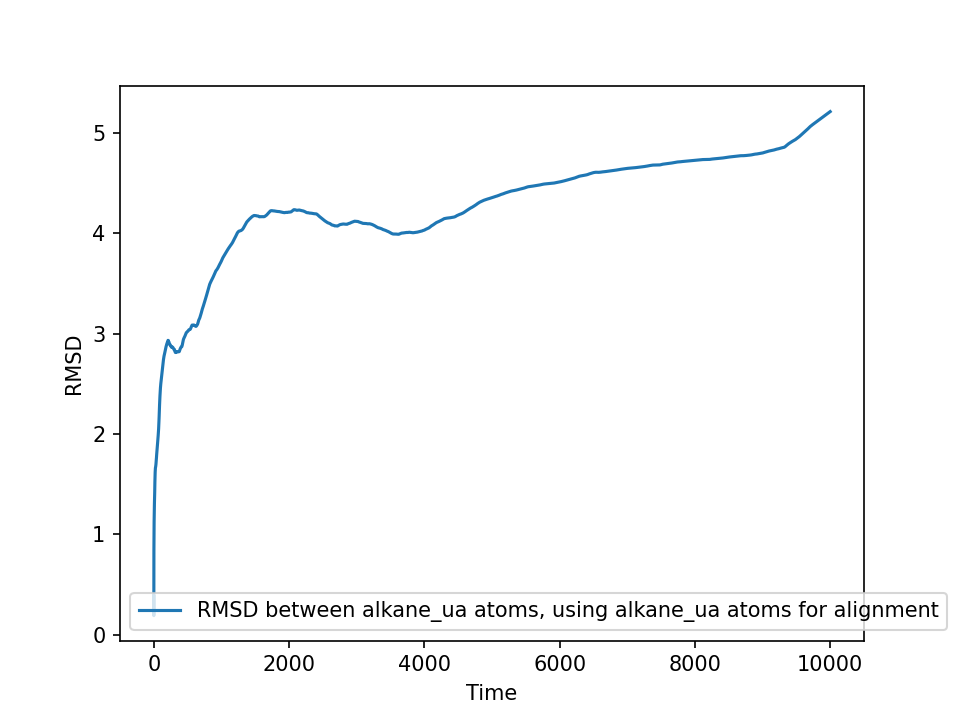 5
4
3
2
1
0
RMSD
RMSD between alkane_ua atoms, using alkane_ua atoms for alignment
0 2000 4000 6000 8000 10000
Time